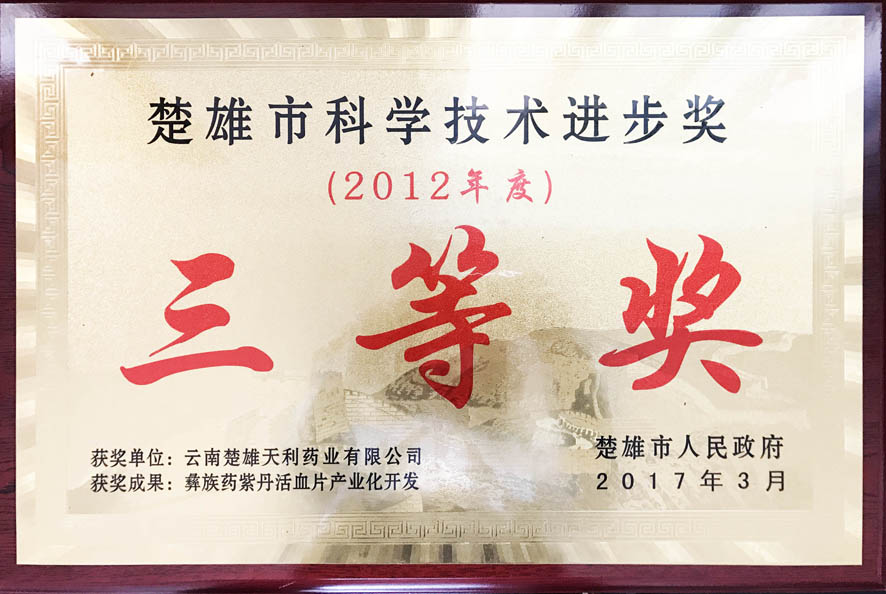 楚雄市科学技术进步奖
(2012年度)
三等奖
获奖单位：云南楚雄天利药业有限公司
获奖成果：彝族药紫丹活血片产业化开发
楚雄市人民政府
2017年3月